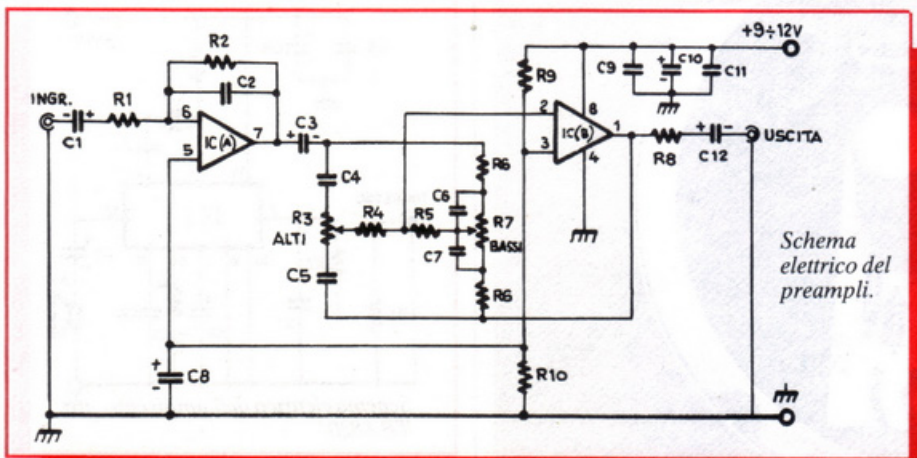 +9÷12V
R2
C2
R9
C9
+
C10
-
C11
INGR.
- +
C1
R1
6
IC(A)
7
5
+ -
C3
2
8
IC(B)
1
3
4
R8
+ -
C12
USCITA
C4
R6
C6
R3
ALTI
R4
R5
R7
BASSI
C7
C5
R6
Schema
elettrico del
preampli.
+
C8
-
R10